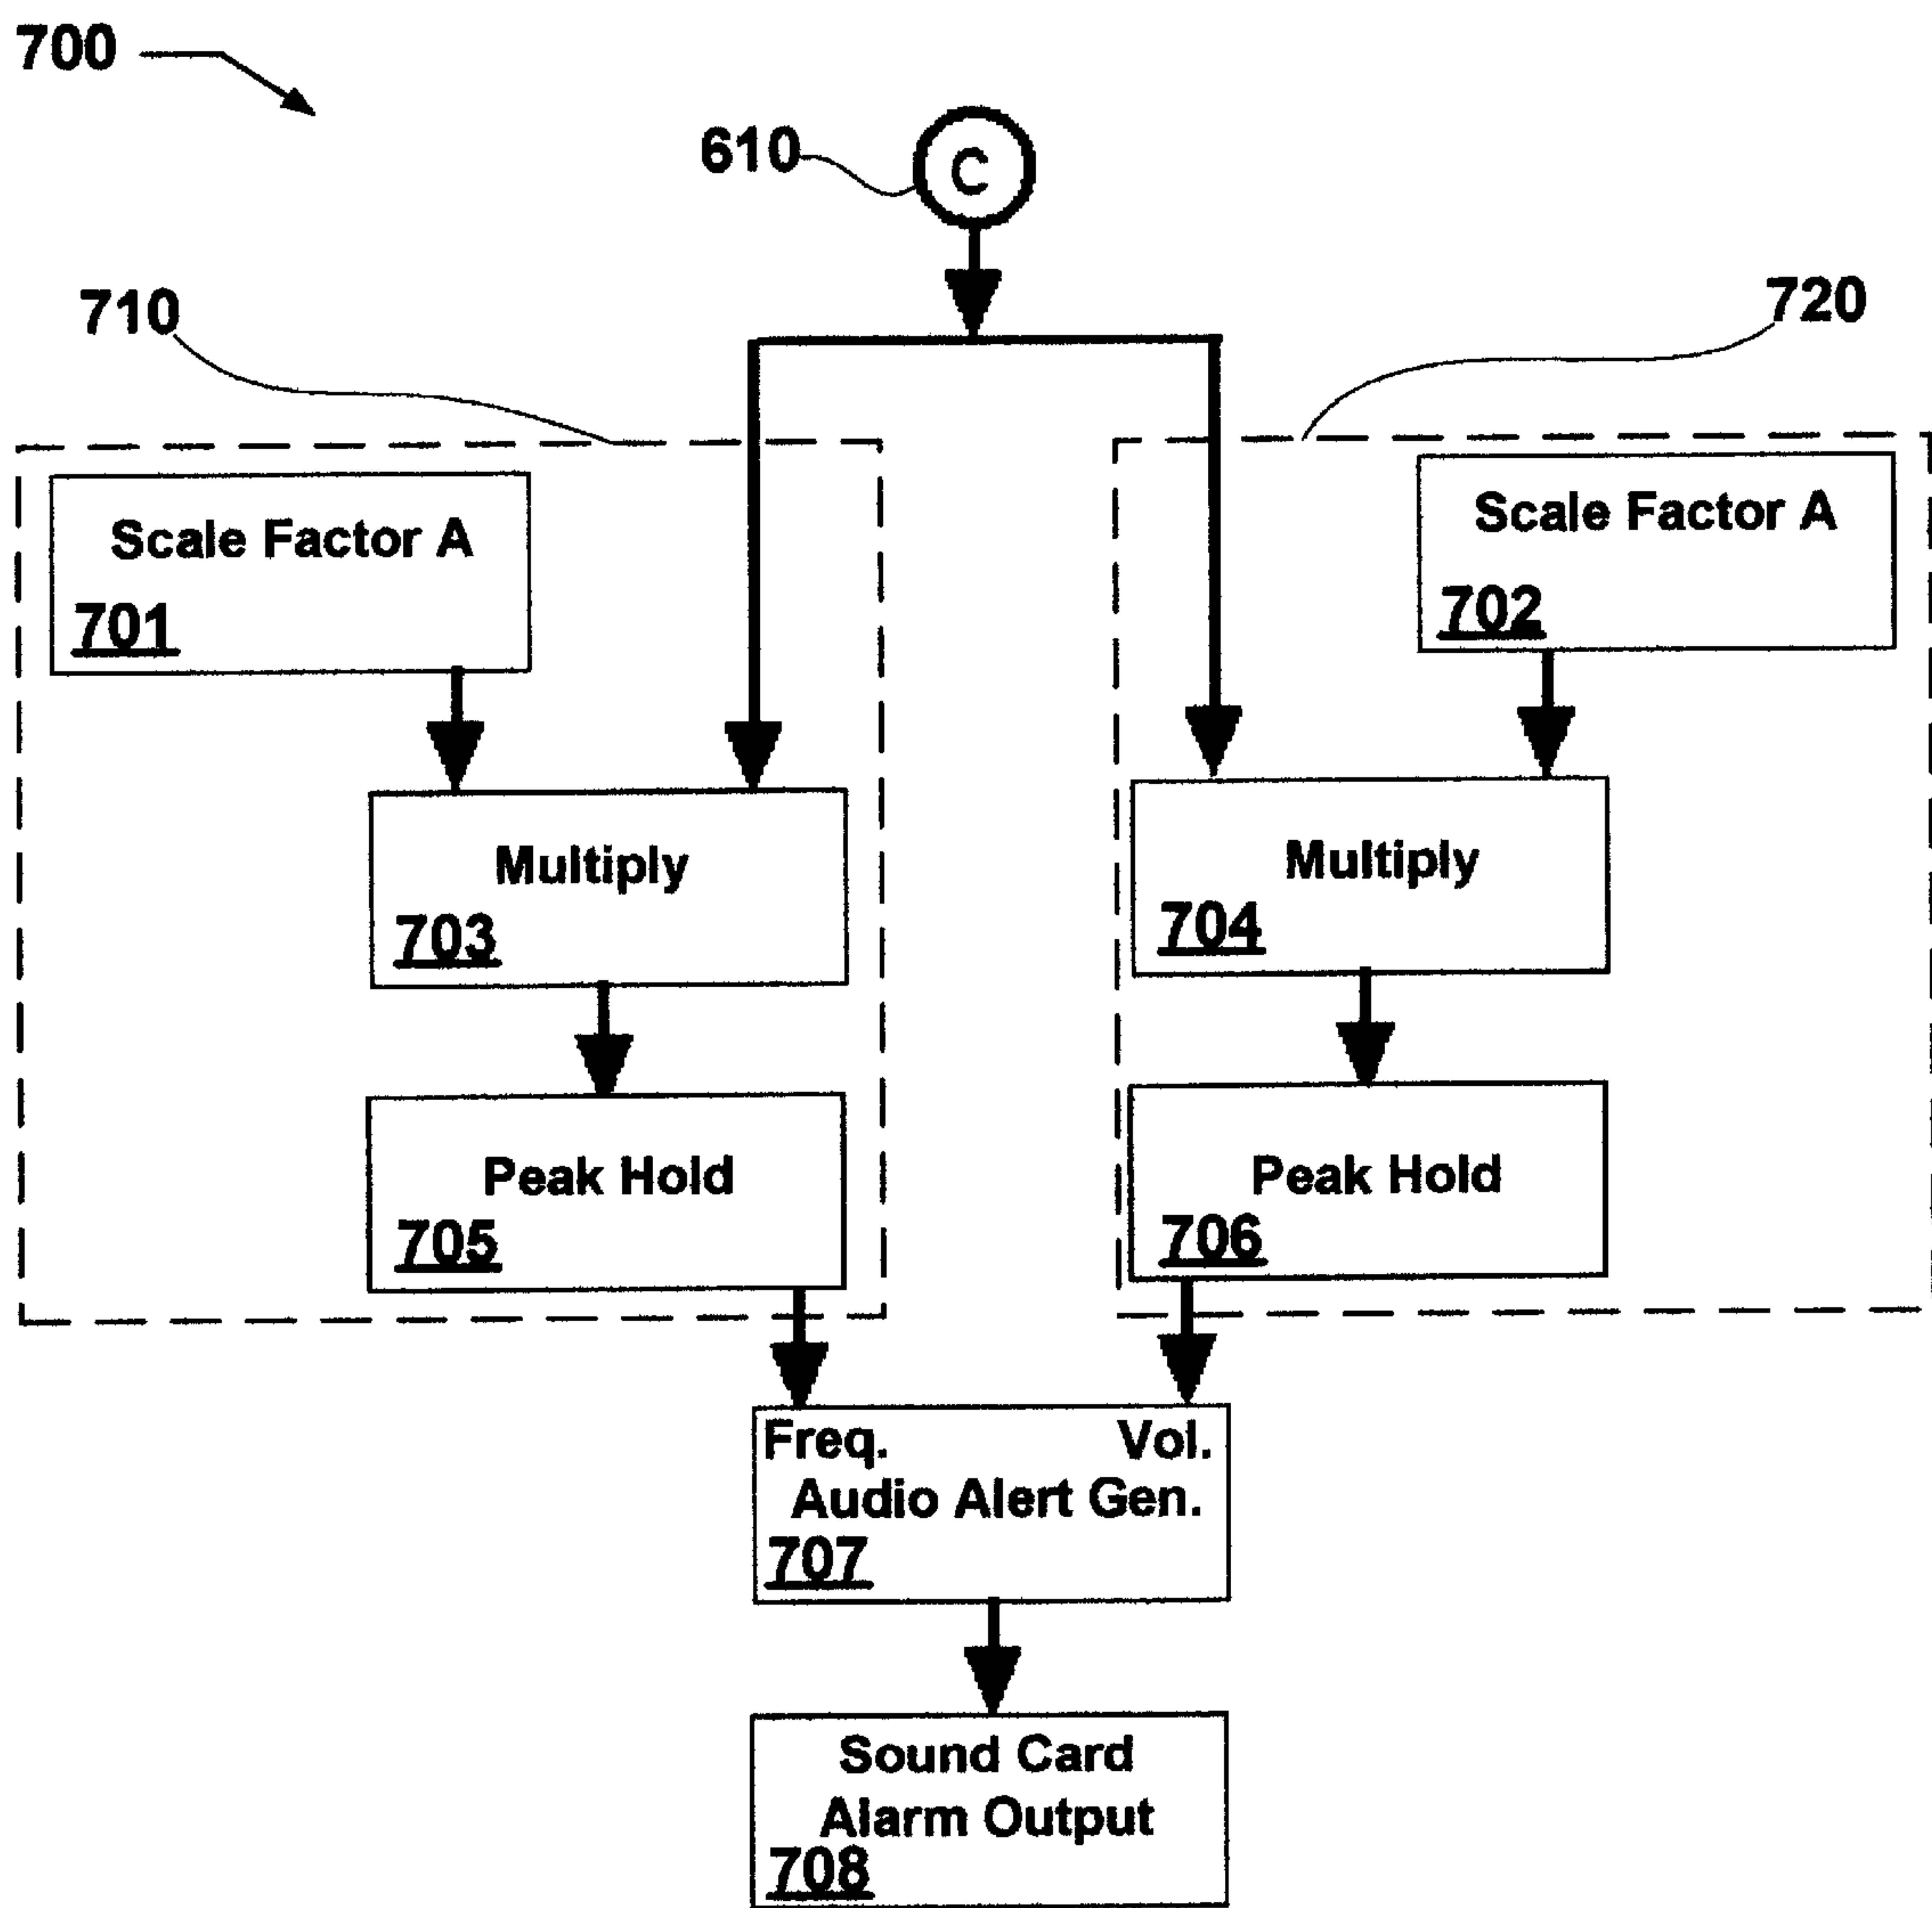 700
610
C
710
720
Scale Factor A
701
Scale Factor A
702
Multiply
703
Multiply
704
Peak Hold
705
Peak Hold
706
Freq. Vol.
Audio Alert Gen.
707
Sound Card
Alarm Output
708